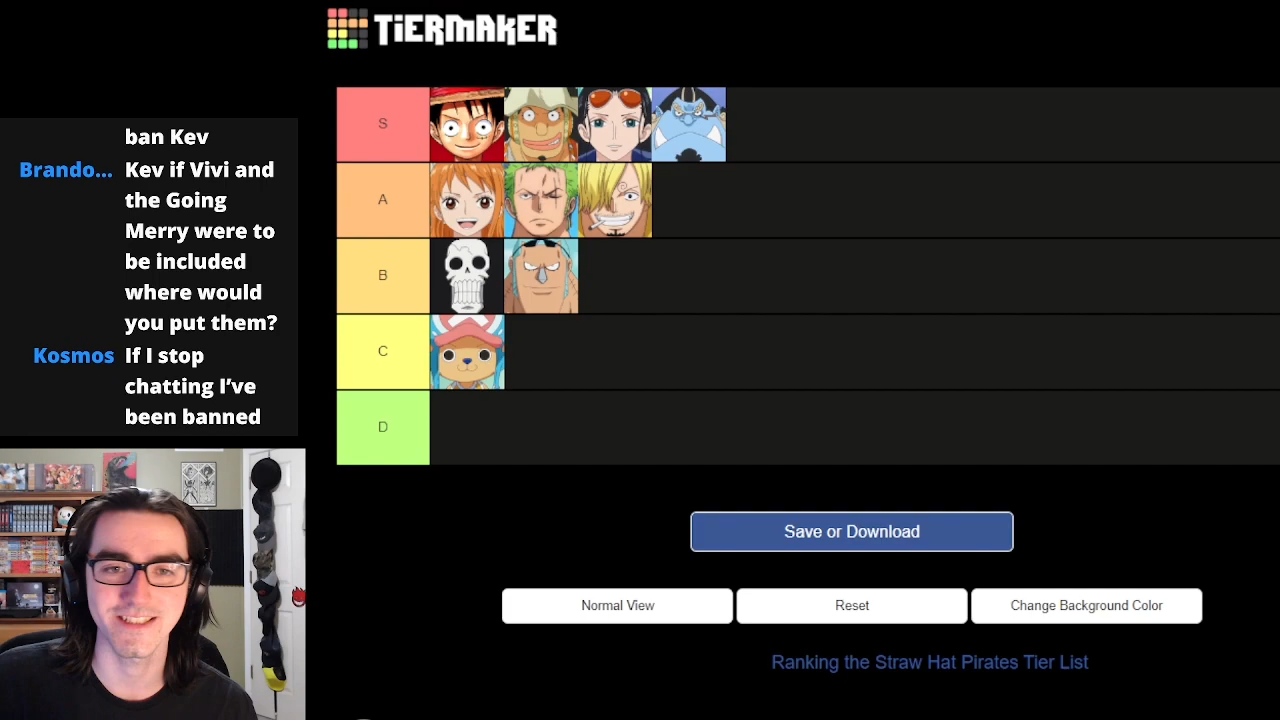 TiERMAKER
ban Kev
Brando... Kev if Vivi and
the Going
Merry were to
be included
where would
you put them?
Kosmos If I stop
chatting I've
been banned
S
A
B
C
D
Save or Download
Normal View
Reset
Change Background Color
Ranking the Straw Hat Pirates Tier List